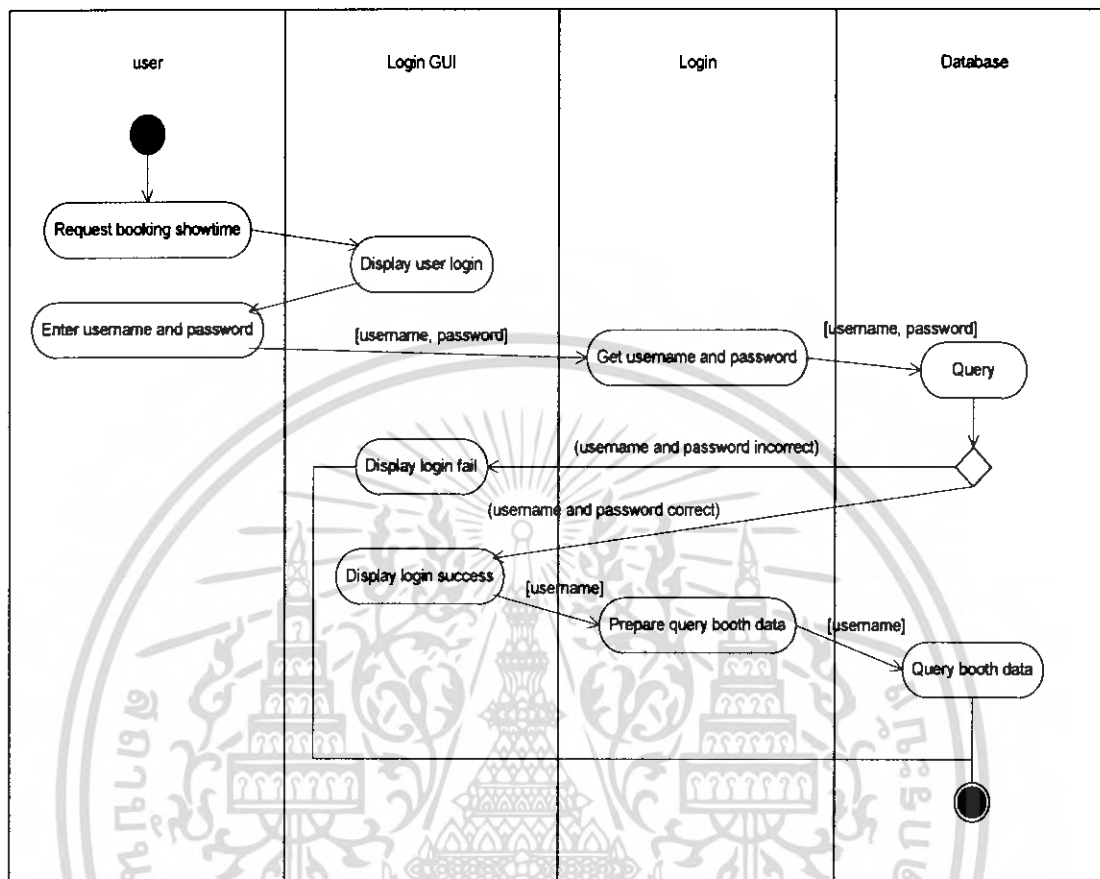 user
Login GUI
Login
Database
Request booking showtime
Display user login
Enter username and password
[username, password]
Get username and password
[username, password]
Query
(username and password incorrect)
Display login fail
(username and password correct)
Display login success
[username]
Prepare query booth data
[username]
Query booth data